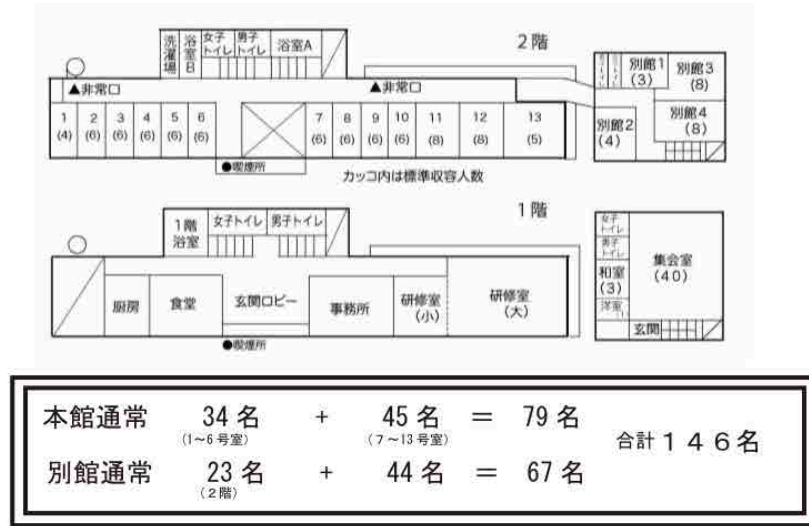 2階
洗濯場 浴室B 女子トイレ 男子トイレ 浴室A
▲非常口 ▲非常口
1 2 3 4 5 6 7 8 9 10 11 12 13
(4) (6) (6) (6) (6) (6) (6) (6) (6) (6) (8) (8) (5)
●喫煙所
カッコ内は標準収容人数
別館1
(3)
別館3
(8)
別館2
(4)
別館4
(8)
1階
1階浴室 女子トイレ 男子トイレ
厨房 食堂 玄関ロビー 事務所 研修室(小) 研修室(大)
●喫煙所
女子トイレ
男子トイレ
和室
(3)
洋室
集会室
(40)
玄関
本館通常 34名 + 45名 = 79名
(1~6号室) (7~13号室)
合計146名
別館通常 23名 + 44名 = 67名
(2階)